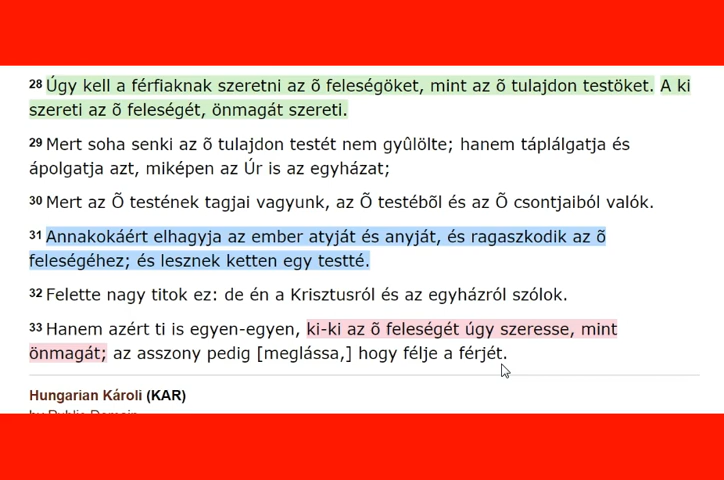 28 Úgy kell a férfiaknak szeretni az õ feleségöket, mint az õ tulajdon testöket. A ki
szereti az õ feleségét, önmagát szereti.
29 Mert soha senki az õ tulajdon testét nem gyûlölte; hanem táplálgatja és
ápolgatja azt, miképen az Úr is az egyházat;
30 Mert az Õ testének tagjai vagyunk, az Õ testébõl és az Õ csontjaiból valók.
31 Annakokáért elhagyja az ember atyját és anyját, és ragaszkodik az õ
feleségéhez; és lesznek ketten egy testté.
32 Felette nagy titok ez: de én a Krisztusról és az egyházról szólok.
33 Hanem azért ti is egyen-egyen, ki-ki az õ feleségét úgy szeresse, mint
önmagát; az asszony pedig [meglássa,] hogy félje a férjét.
Hungarian Károli (KAR)
by Public Domain